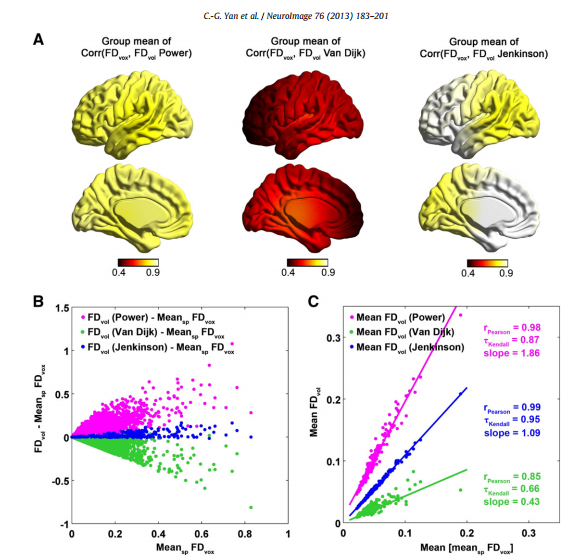 C.-G. Yan et al. / NeuroImage 76 (2013) 183–201
A
Group mean of
Corr(FDvox, FDvol Power)
Group mean of
Corr(FDvox, FDvol Van Dijk)
Group mean of
Corr(FDvox, FDvol Jenkinson)
0.4 0.9
0.4 0.9
0.4 0.9
B
FDvol (Power) - Meansp FDvox
FDvol (Van Dijk) - Meansp FDvox
FDvol (Jenkinson) - Meansp FDvox
FDvol - Meansp FDvox
1.5
1
0.5
0
-0.5
-1
0 0.2 0.4 0.6 0.8 1
Meansp FDvox
C
Mean FDvol (Power)
Mean FDvol (Van Dijk)
Mean FDvol (Jenkinson)
rPearson = 0.98
τKendall = 0.87
slope = 1.86
rPearson = 0.99
τKendall = 0.95
slope = 1.09
rPearson = 0.85
τKendall = 0.66
slope = 0.43
Mean FDvol
0.3
0.2
0.1
0
0 0.1 0.2 0.3
Mean [meansp FDvox]